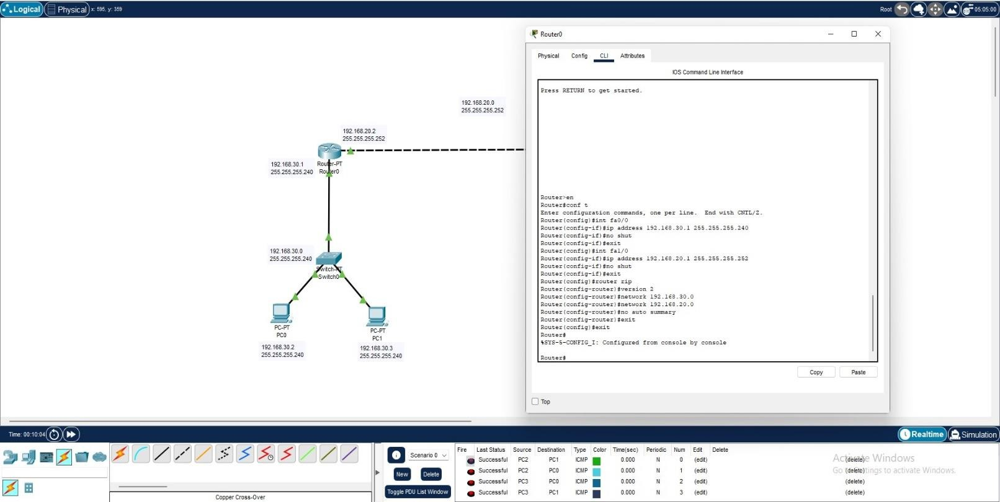 Logical
Physical
x: 595, y: 359
Root
05:05:00
192.168.20.0
255.255.255.252
192.168.20.2
255.255.255.252
192.168.30.1
255.255.255.240
Router-PT
Router0
192.168.30.0
255.255.255.240
Switch-PT
Switch0
PC-PT
PC0
192.168.30.2
255.255.255.240
PC-PT
PC1
192.168.30.3
255.255.255.240
Router0
Physical Config CLI Attributes
IOS Command Line Interface
Press RETURN to get started.
Router>en
Router#conf t
Enter configuration commands, one per line.  End with CNTL/Z.
Router(config)#int fa0/0
Router(config-if)#ip address 192.168.30.1 255.255.255.240
Router(config-if)#no shut
Router(config-if)#exit
Router(config)#int fa1/0
Router(config-if)#ip address 192.168.20.1 255.255.255.252
Router(config-if)#no shut
Router(config-if)#exit
Router(config)#router rip
Router(config-router)#version 2
Router(config-router)#network 192.168.30.0
Router(config-router)#network 192.168.20.0
Router(config-router)#no auto summary
Router(config-router)#exit
Router(config)#exit
Router#
%SYS-5-CONFIG_I: Configured from console by console
Router#
Copy Paste
Top
Time: 00:10:04
Realtime
Simulation
Scenario 0
New Delete
Toggle PDU List Window
Copper Cross-Over
Fire Last Status Source Destination Type Color Time(sec) Periodic Num Edit Delete
Successful PC2 PC1 ICMP 0.000 N 0 (edit) (delete)
Successful PC2 PC0 ICMP 0.000 N 1 (edit) (delete)
Successful PC3 PC0 ICMP 0.000 N 2 (edit) (delete)
Successful PC3 PC1 ICMP 0.000 N 3 (edit) (delete)
Activate Windows
Go to Settings to activate Windows.